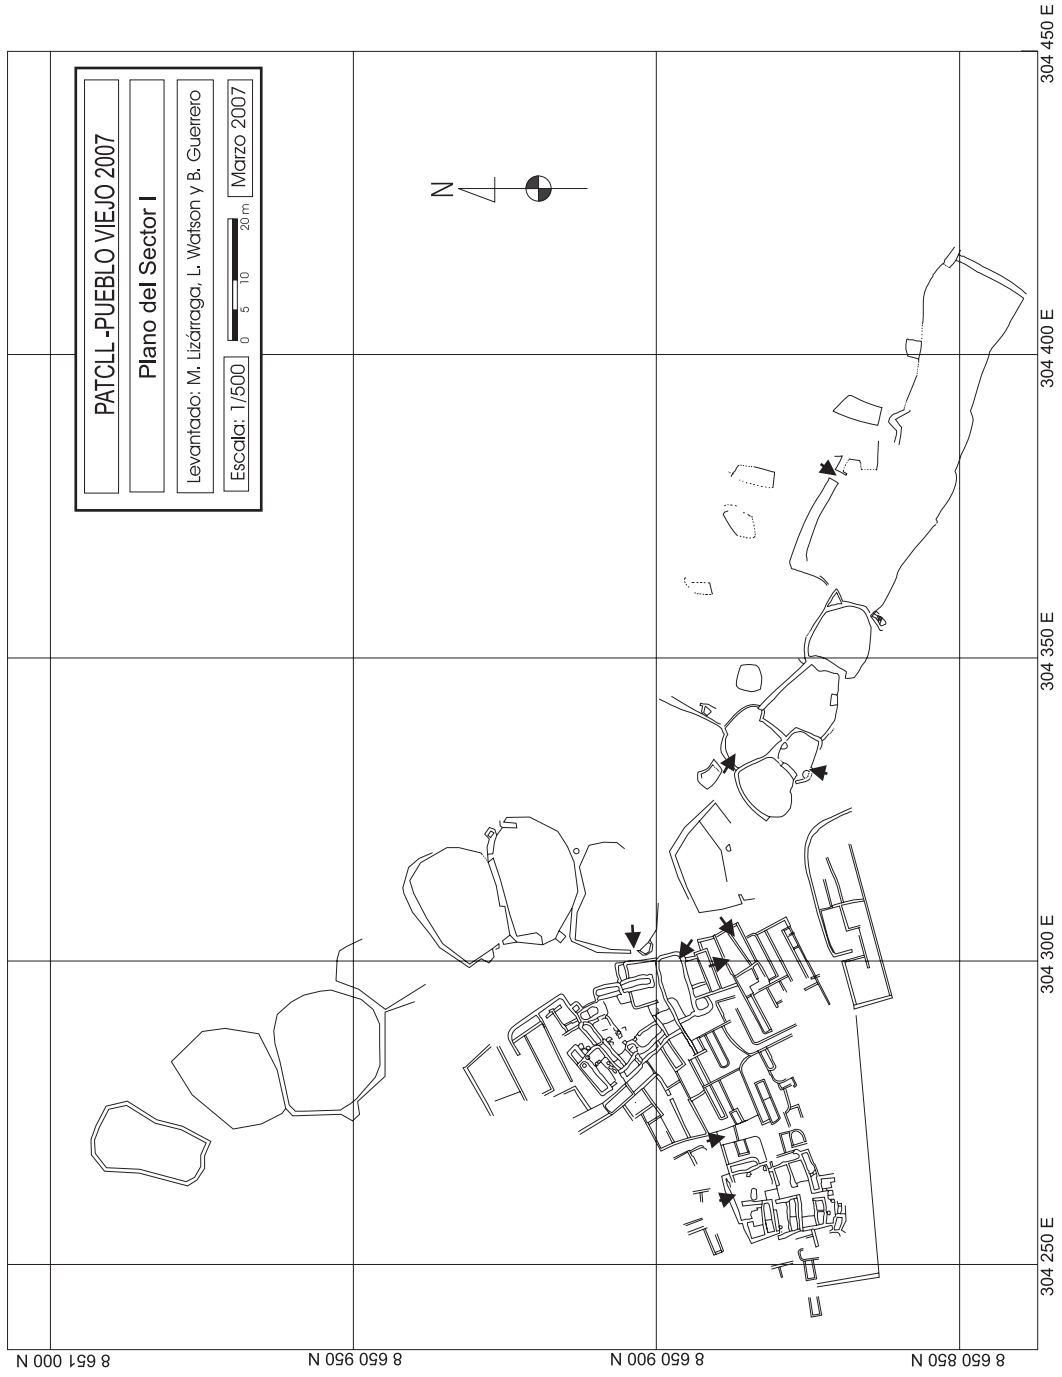 PATCLL -PUEBLO VIEJO 2007
Plano del Sector I
Levantado: M. Lizárraga, L. Watson y B. Guerrero
Escala: 1/500
0 5 10 20 m
Marzo 2007
N
304 450 E
304 400 E
304 350 E
304 300 E
304 250 E
8 651 000 N
8 650 950 N
8 650 900 N
8 650 850 N